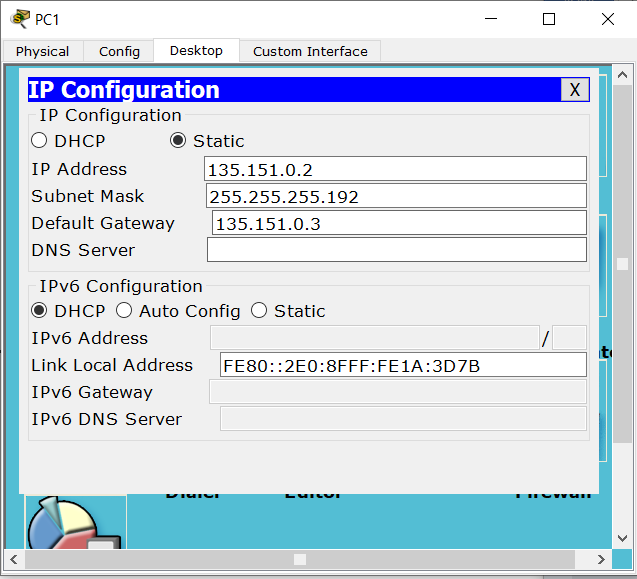 PC1
Physical Config Desktop Custom Interface
IP Configuration X
IP Configuration
DHCP Static
IP Address 135.151.0.2
Subnet Mask 255.255.255.192
Default Gateway 135.151.0.3
DNS Server
IPv6 Configuration
DHCP Auto Config Static
IPv6 Address /
Link Local Address FE80::2E0:8FFF:FE1A:3D7B
IPv6 Gateway
IPv6 DNS Server
Dialer Editor Firewall